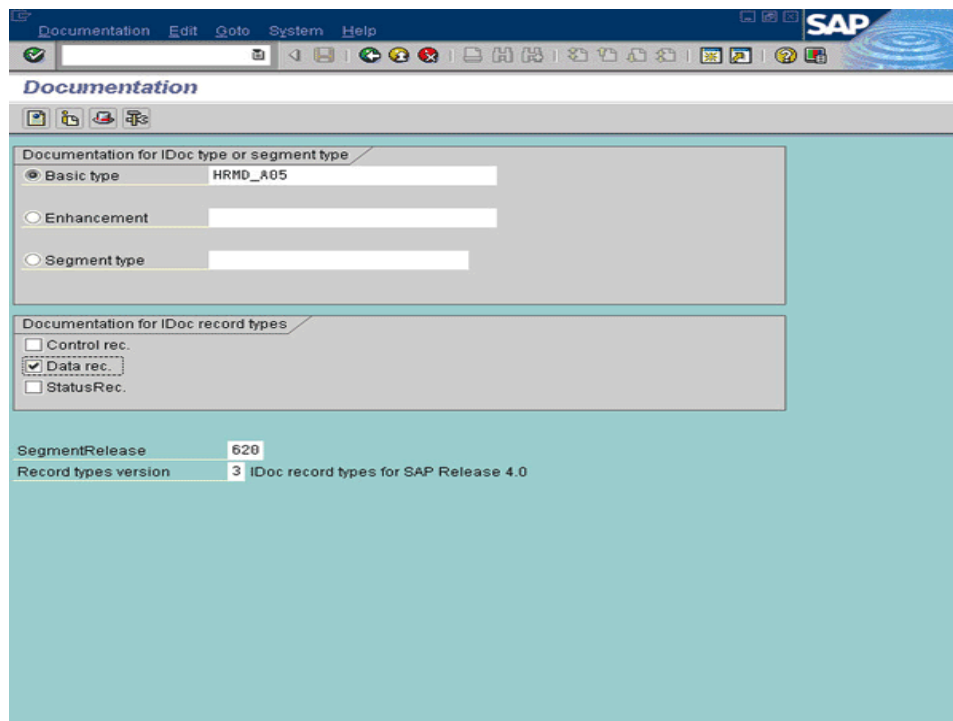 Documentation Edit Goto System Help
SAP
Documentation
Documentation for IDoc type or segment type
Basic type HRMD_A05
Enhancement
Segment type
Documentation for IDoc record types
Control rec.
Data rec.
StatusRec.
SegmentRelease 620
Record types version 3 IDoc record types for SAP Release 4.0